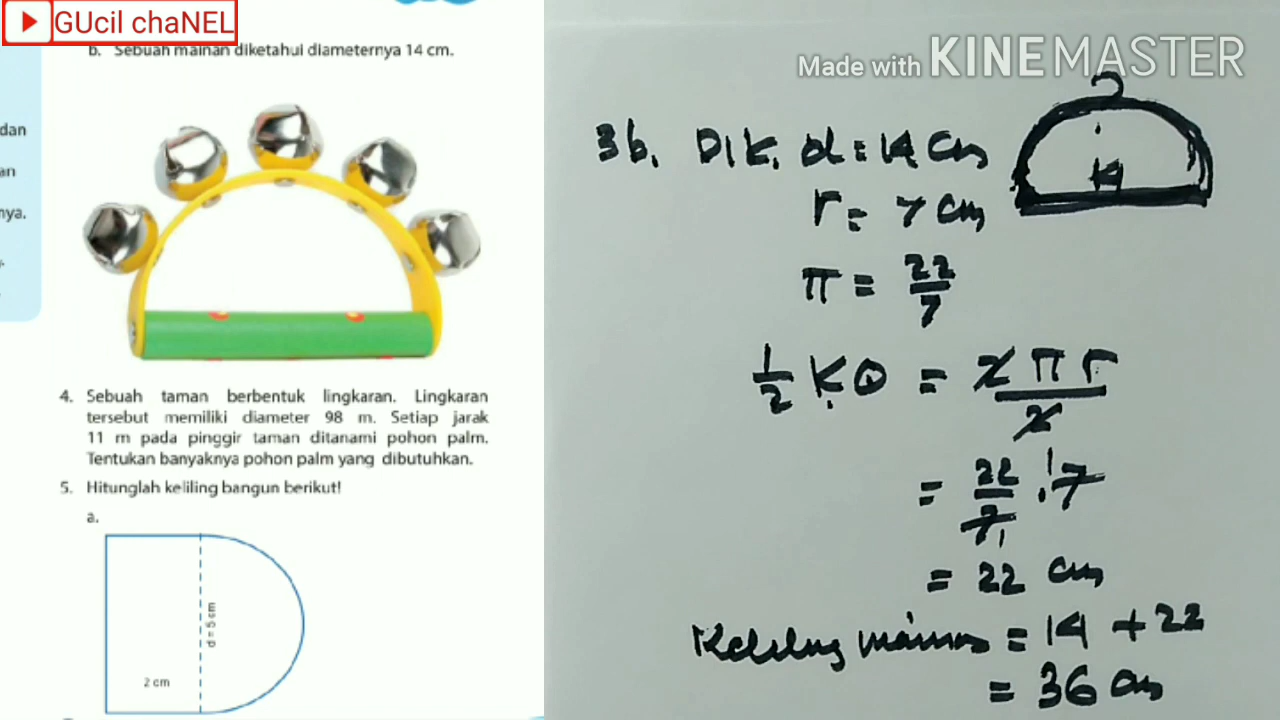 GUcil chaNEL
b. Sebuah mainan diketahui diameternya 14 cm.
dan
an
nya.
4. Sebuah taman berbentuk lingkaran. Lingkaran
tersebut memiliki diameter 98 m. Setiap jarak
11 m pada pinggir taman ditanami pohon palm.
Tentukan banyaknya pohon palm yang dibutuhkan.
5. Hitunglah keliling bangun berikut!
a.
d = 5 cm
2 cm
Made with KINEMASTER
3b. Dik. d = 14 cm
14
r = 7 cm
π = 22/7
1/2 K⊙ = 2πr/2
= 22/7 . 7
= 22 cm
Keliling mainan = 14 + 22
= 36 cm